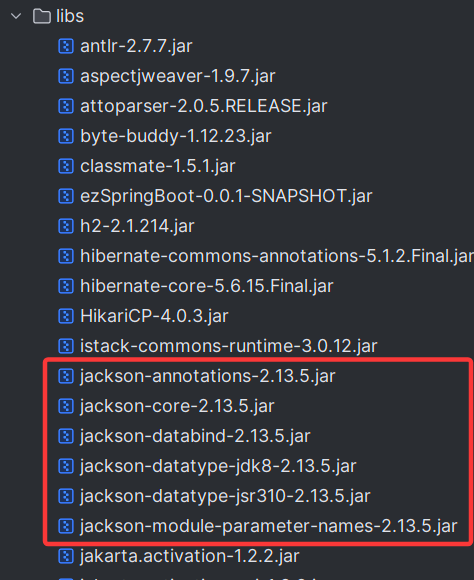 libs
antlr-2.7.7.jar
aspectjweaver-1.9.7.jar
attoparser-2.0.5.RELEASE.jar
byte-buddy-1.12.23.jar
classmate-1.5.1.jar
ezSpringBoot-0.0.1-SNAPSHOT.jar
h2-2.1.214.jar
hibernate-commons-annotations-5.1.2.Final.jar
hibernate-core-5.6.15.Final.jar
HikariCP-4.0.3.jar
istack-commons-runtime-3.0.12.jar
jackson-annotations-2.13.5.jar
jackson-core-2.13.5.jar
jackson-databind-2.13.5.jar
jackson-datatype-jdk8-2.13.5.jar
jackson-datatype-jsr310-2.13.5.jar
jackson-module-parameter-names-2.13.5.jar
jakarta.activation-1.2.2.jar